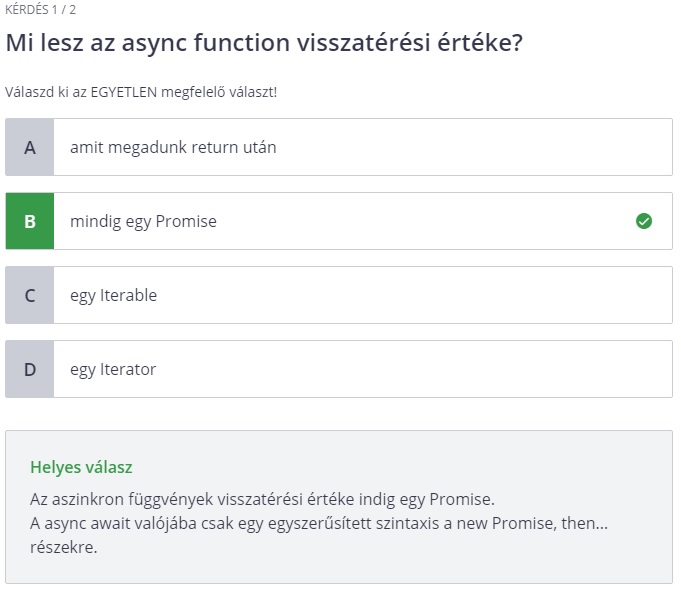 KÉRDÉS 1 / 2
Mi lesz az async function visszatérési értéke?
Válaszd ki az EGYETLEN megfelelő választ!
A amit megadunk return után
B mindig egy Promise
C egy Iterable
D egy Iterator
Helyes válasz
Az aszinkron függvények visszatérési értéke indig egy Promise.
A async await valójába csak egy egyszerűsített szintaxis a new Promise, then...
részekre.